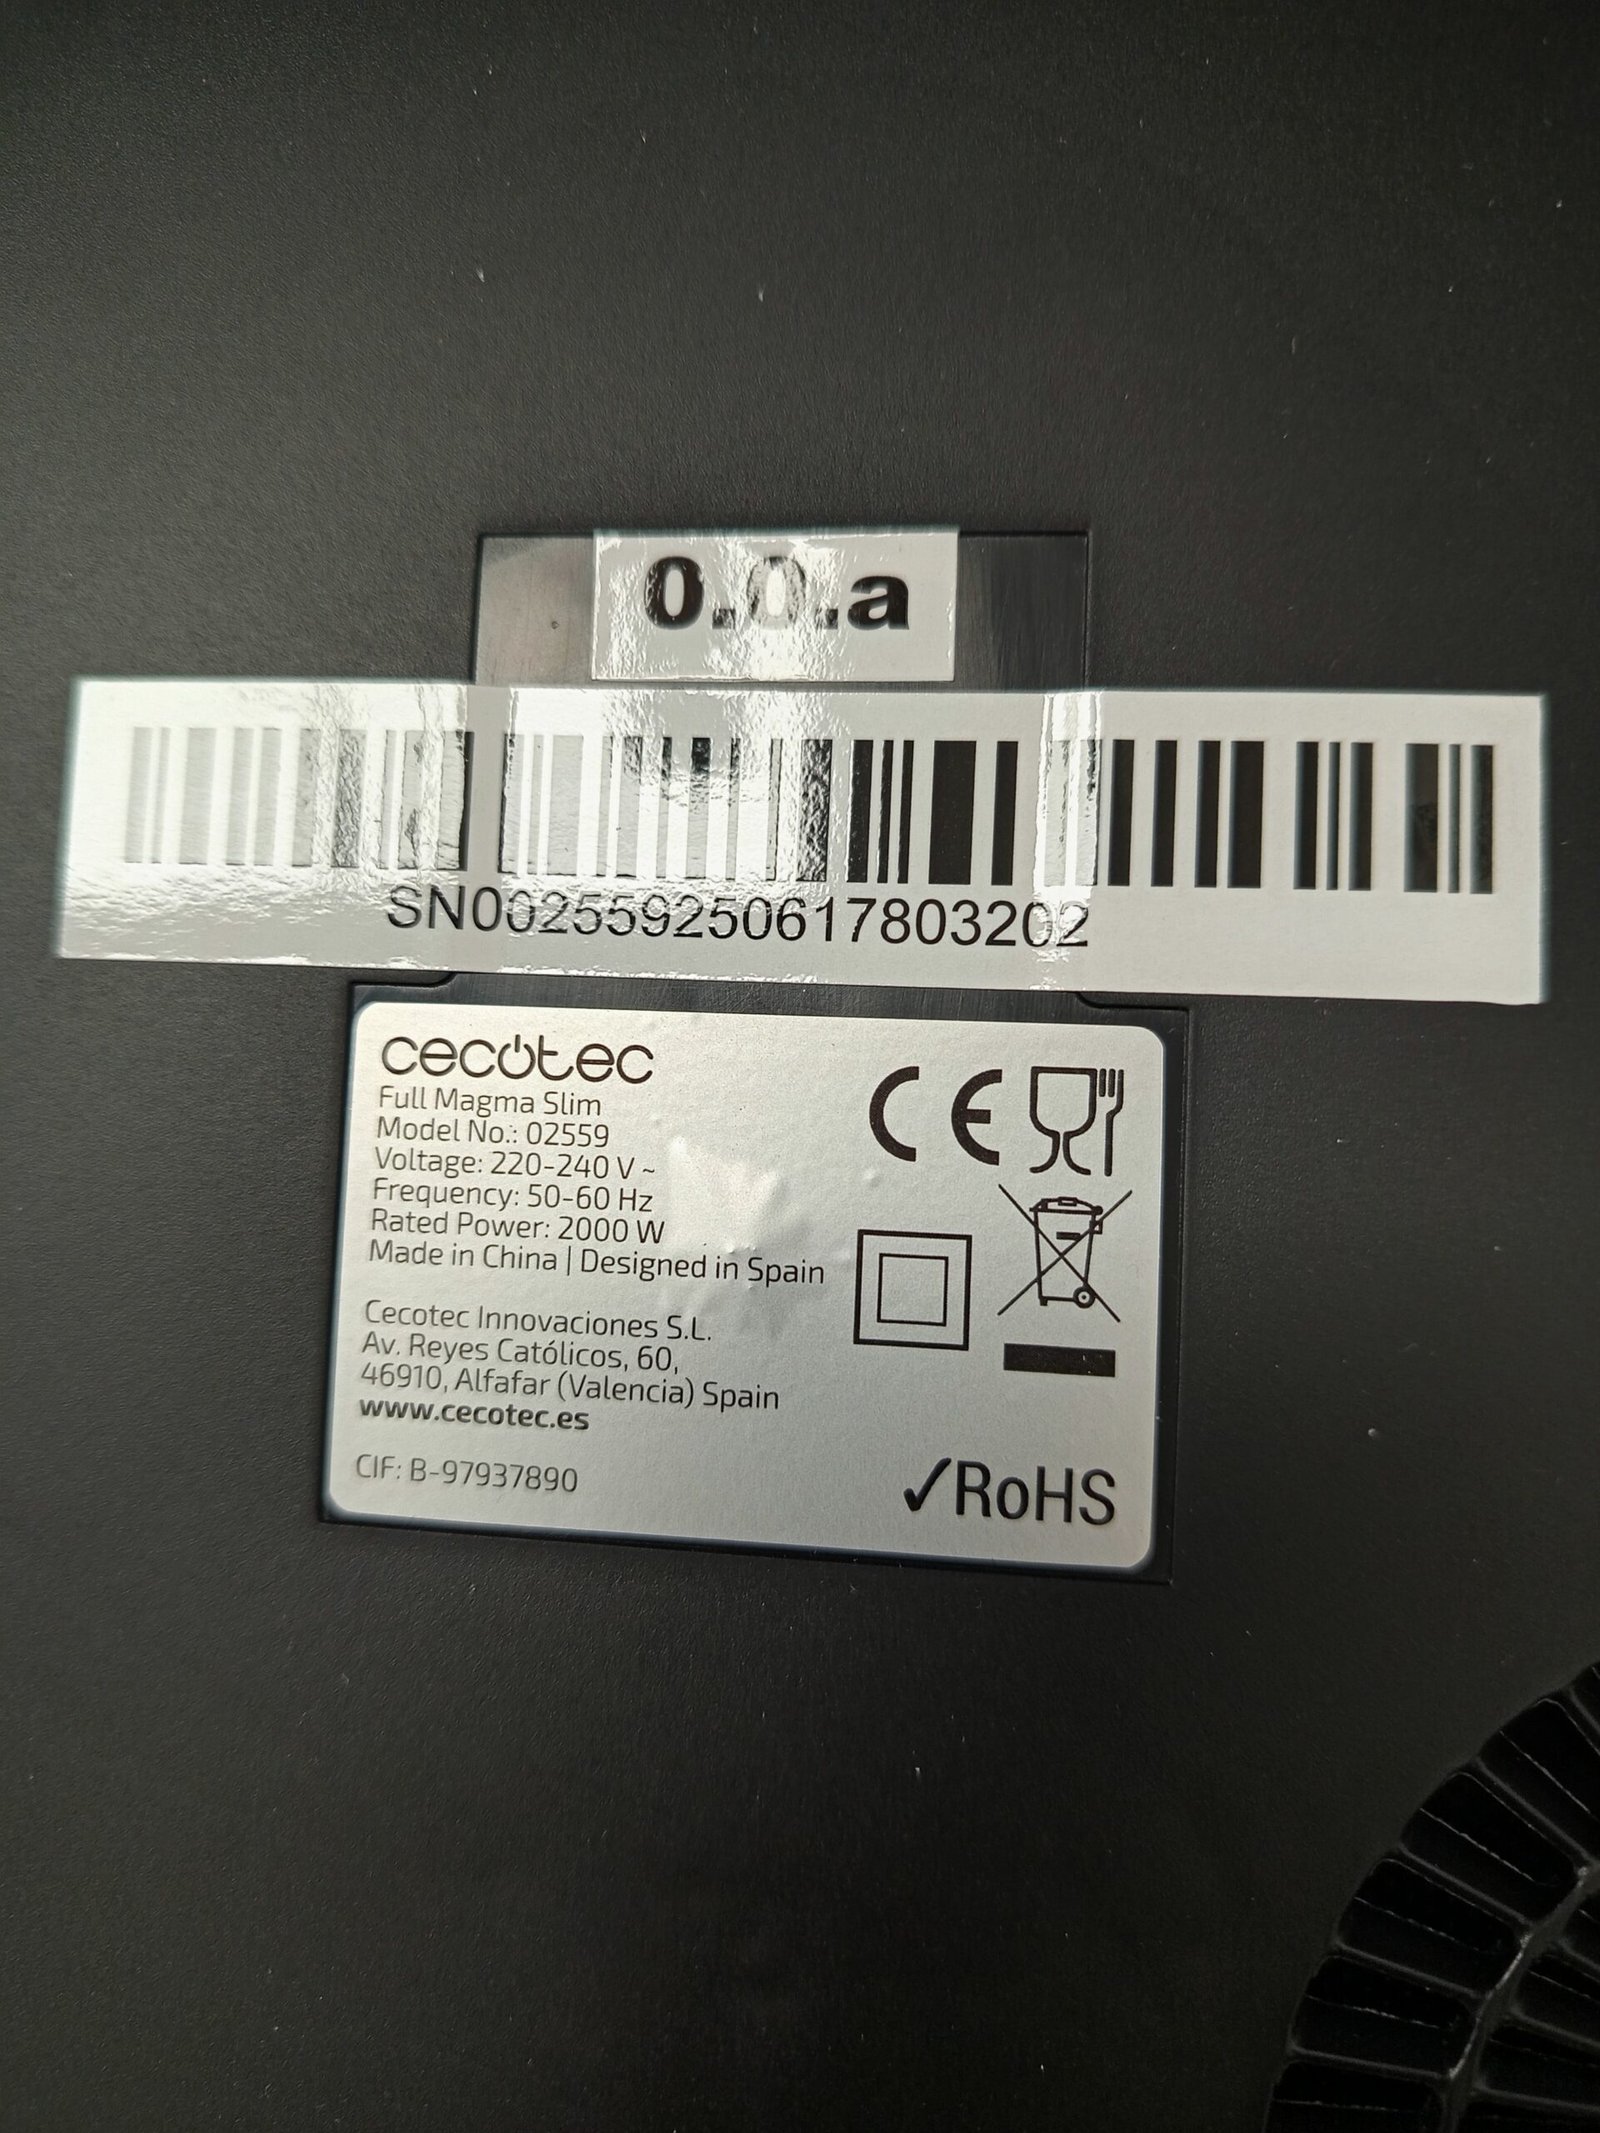 0.0.a
SN002559250617803202
cecotec
Full Magma Slim
Model No.: 02559
Voltage: 220-240 V ~
Frequency: 50-60 Hz
Rated Power: 2000 W
Made in China | Designed in Spain
Cecotec Innovaciones S.L.
Av. Reyes Católicos, 60,
46910, Alfafar (Valencia) Spain
www.cecotec.es
CIF: B-97937890
CE
✓RoHS